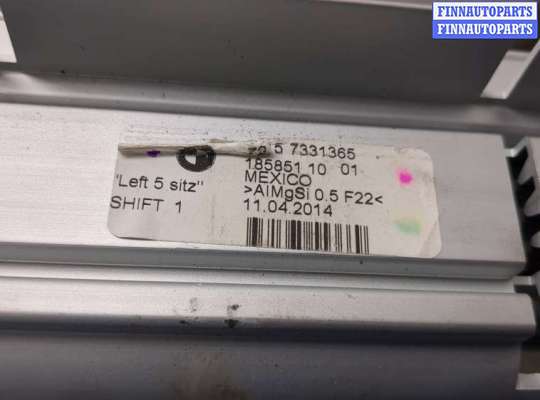 FINNAUTOPARTS
FINNAUTOPARTS
5 7331365
185851 10 01
MEXICO
>AlMgSi 0.5 F22<
11.04.2014
"Left 5 sitz"
SHIFT 1